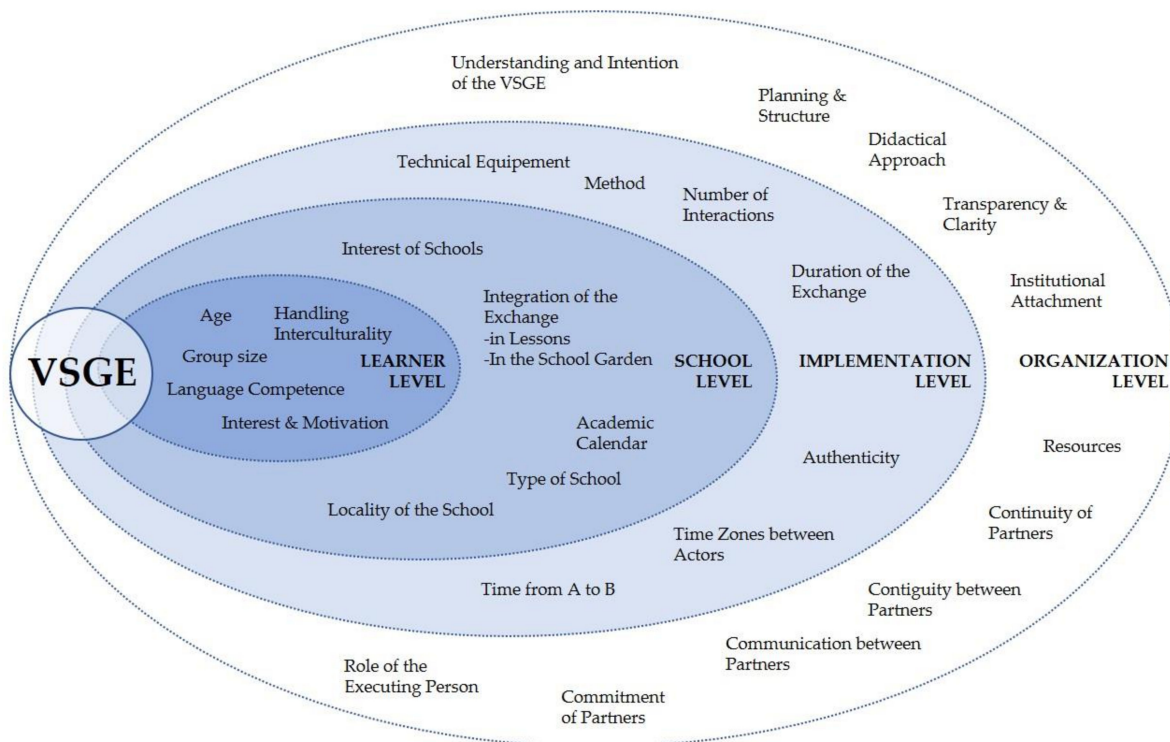 Understanding and Intention
of the VSGE
Planning &
Structure
Didactical
Approach
Technical Equipement
Method
Number of
Interactions
Transparency &
Clarity
Interest of Schools
Duration of the
Exchange
Institutional
Attachment
Integration of the
Exchange
-in Lessons
-In the School Garden
Age
Handling
Interculturality
Group size
Language Competence
Interest & Motivation
VSGE
LEARNER
LEVEL
SCHOOL
LEVEL
IMPLEMENTATION
LEVEL
ORGANIZATION
LEVEL
Academic
Calendar
Type of School
Locality of the School
Authenticity
Resources
Time Zones between
Actors
Continuity of
Partners
Time from A to B
Contiguity between
Partners
Communication between
Partners
Role of the
Executing Person
Commitment
of Partners